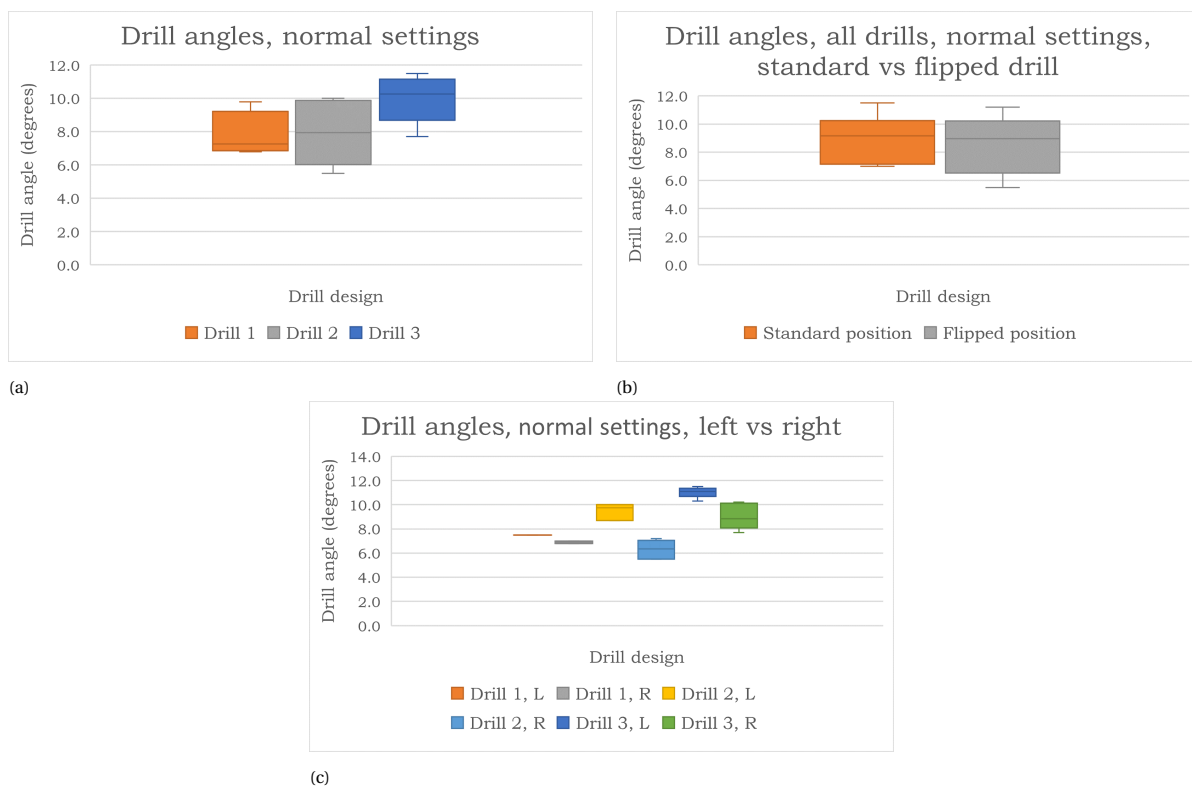 Drill angles, normal settings
Drill angle (degrees)
12.0
10.0
8.0
6.0
4.0
2.0
0.0
Drill design
Drill 1 Drill 2 Drill 3
(a)
Drill angles, all drills, normal settings,
standard vs flipped drill
Drill angle (degrees)
12.0
10.0
8.0
6.0
4.0
2.0
0.0
Drill design
Standard position Flipped position
(b)
Drill angles, normal settings, left vs right
Drill angle (degrees)
14.0
12.0
10.0
8.0
6.0
4.0
2.0
0.0
Drill design
Drill 1, L Drill 1, R Drill 2, L
Drill 2, R Drill 3, L Drill 3, R
(c)